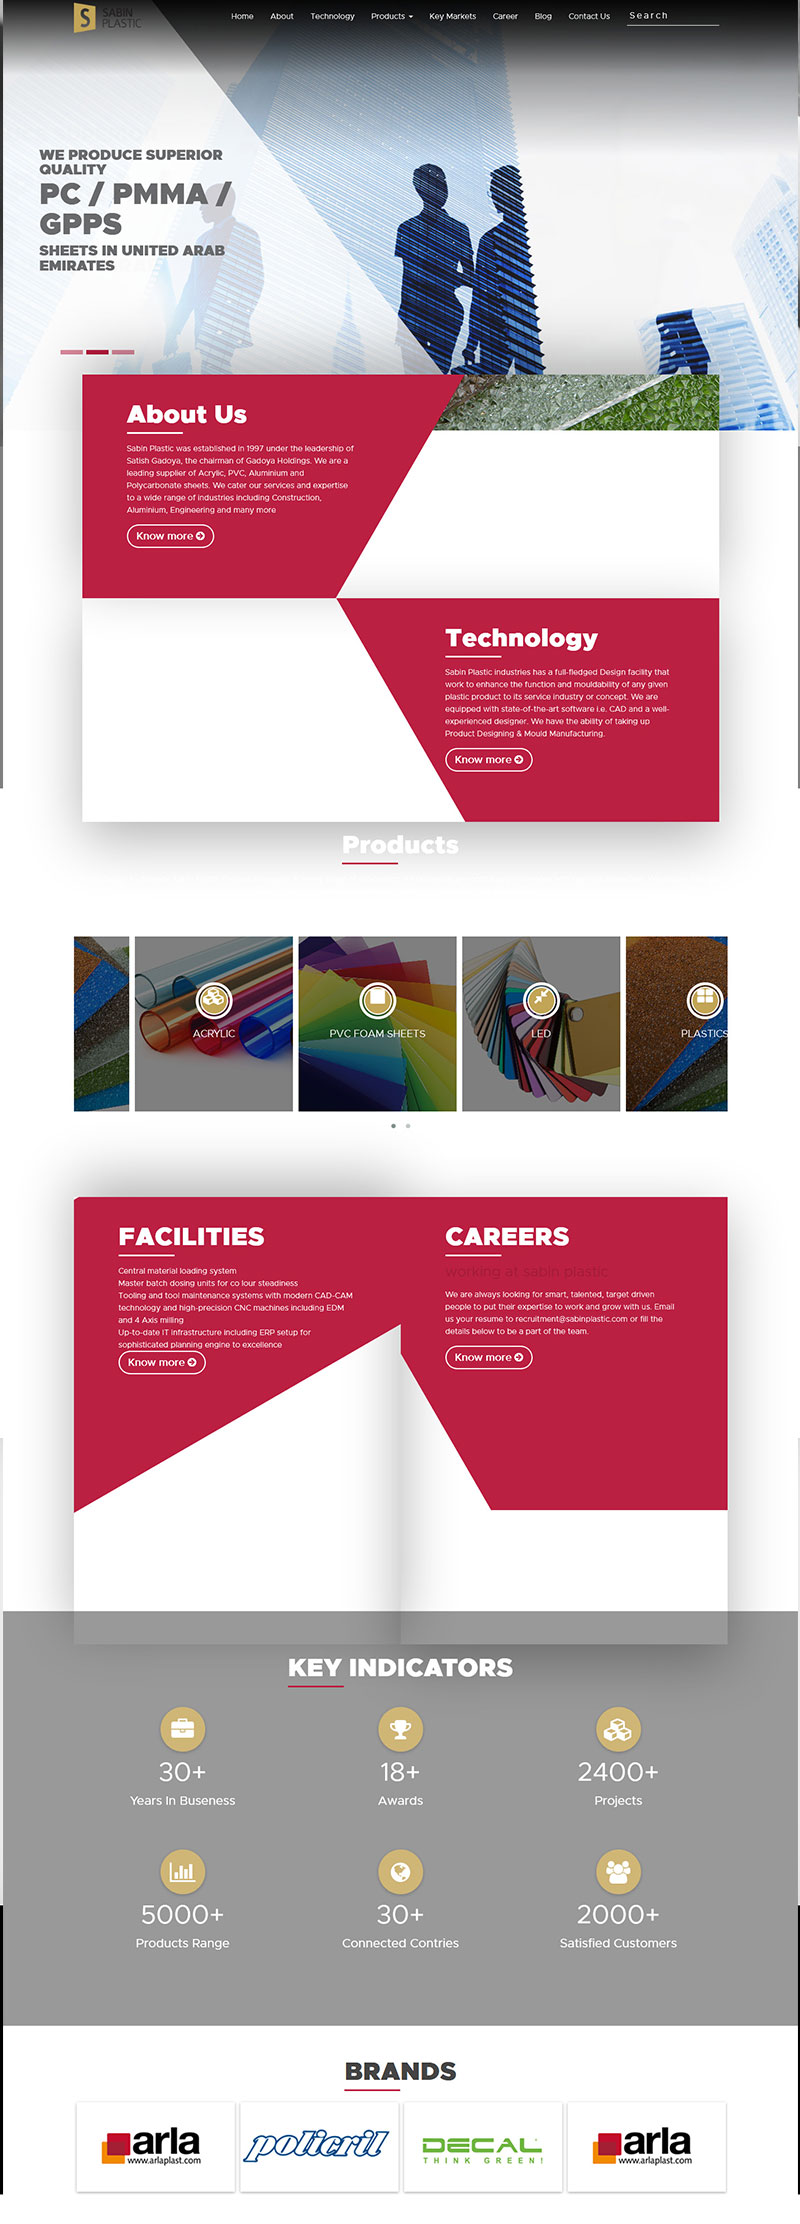 SABIN
PLASTIC
Home About Technology Products Key Markets Career Blog Contact Us Search
WE PRODUCE SUPERIOR
QUALITY
PC / PMMA /
GPPS
SHEETS IN UNITED ARAB
EMIRATES
About Us
Sabin Plastic was established in 1997 under the leadership of
Satish Gadoya, the chairman of Gadoya Holdings. We are a
leading supplier of Acrylic, PVC, Aluminium and
Polycarbonate sheets. We cater our services and expertise
to a wide range of industries including Construction,
Aluminium, Engineering and many more
Know more
Technology
Sabin Plastic industries has a full-fledged Design facility that
work to enhance the function and mouldability of any given
plastic product to its service industry or concept. We are
equipped with state-of-the-art software i.e. CAD and a well-
experienced designer. We have the ability of taking up
Product Designing & Mould Manufacturing.
Know more
Products
ACRYLIC
PVC FOAM SHEETS
LED
PLASTICS
FACILITIES
Central material loading system
Master batch dosing units for co lour steadiness
Tooling and tool maintenance systems with modern CAD-CAM
technology and high-precision CNC machines including EDM
and 4 Axis milling
Up-to-date IT infrastructure including ERP setup for
sophisticated planning engine to excellence
Know more
CAREERS
working at sabin plastic
We are always looking for smart, talented, target driven
people to put their expertise to work and grow with us. Email
us your resume to recruitment@sabinplastic.com or fill the
details below to be a part of the team.
Know more
KEY INDICATORS
30+
Years In Buseness
18+
Awards
2400+
Projects
5000+
Products Range
30+
Connected Contries
2000+
Satisfied Customers
BRANDS
arla
www.arlaplast.com
policril
DECAL
THINK GREEN!
arla
www.arlaplast.com